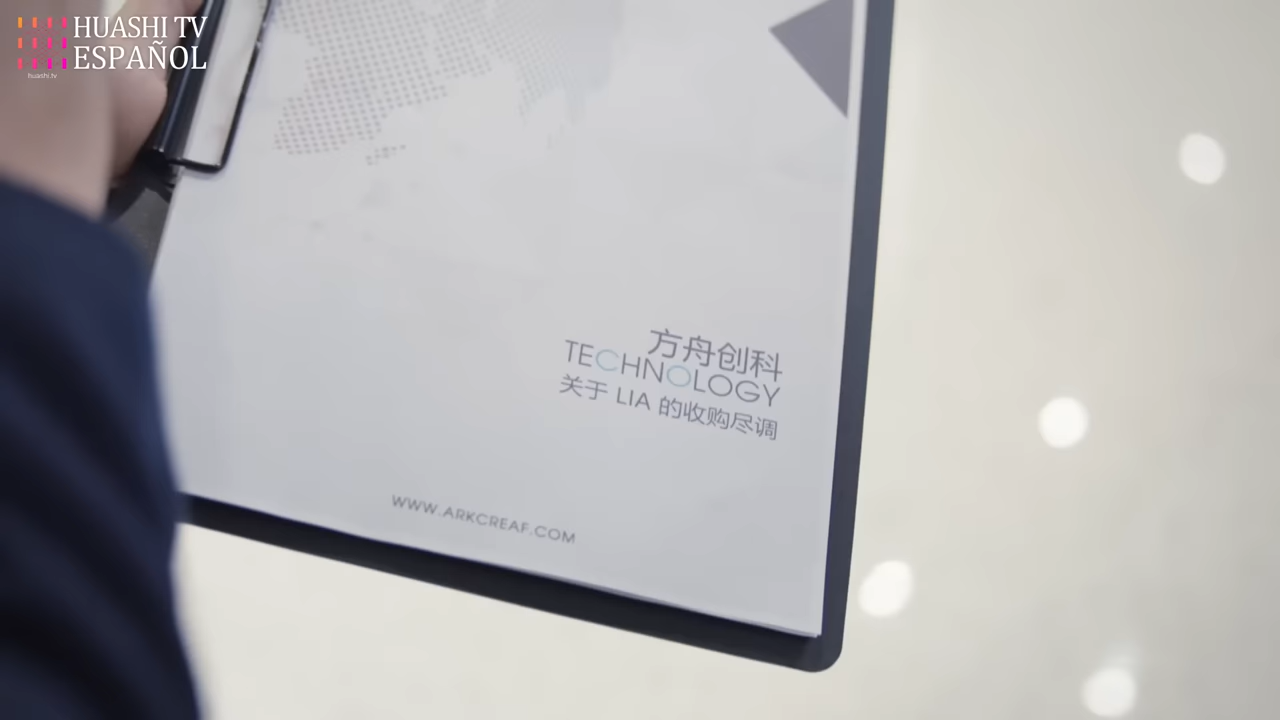 HUASHI TV
ESPAÑOL
huashi.tv
方舟创科
TECHNOLOGY
关于 LIA 的收购尽调
WWW.ARKCREAF.COM